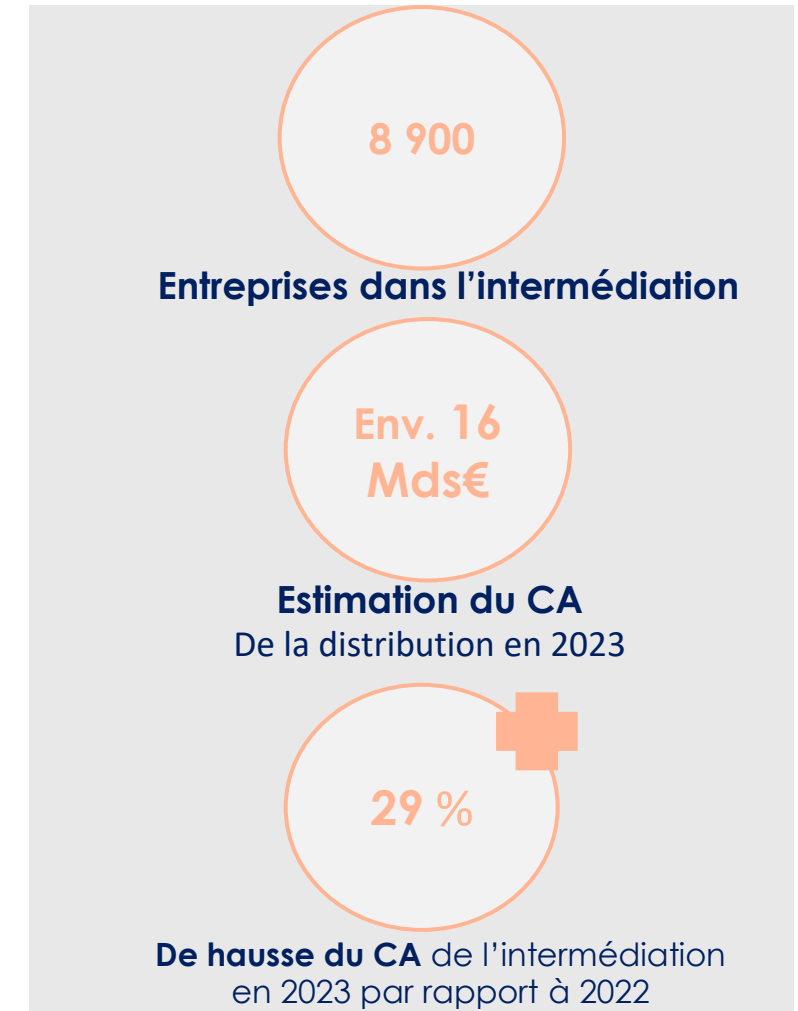 8 900
Entreprises dans l’intermédiation
Env. 16
Mds€
Estimation du CA
De la distribution en 2023
29 %
De hausse du CA de l’intermédiation
en 2023 par rapport à 2022